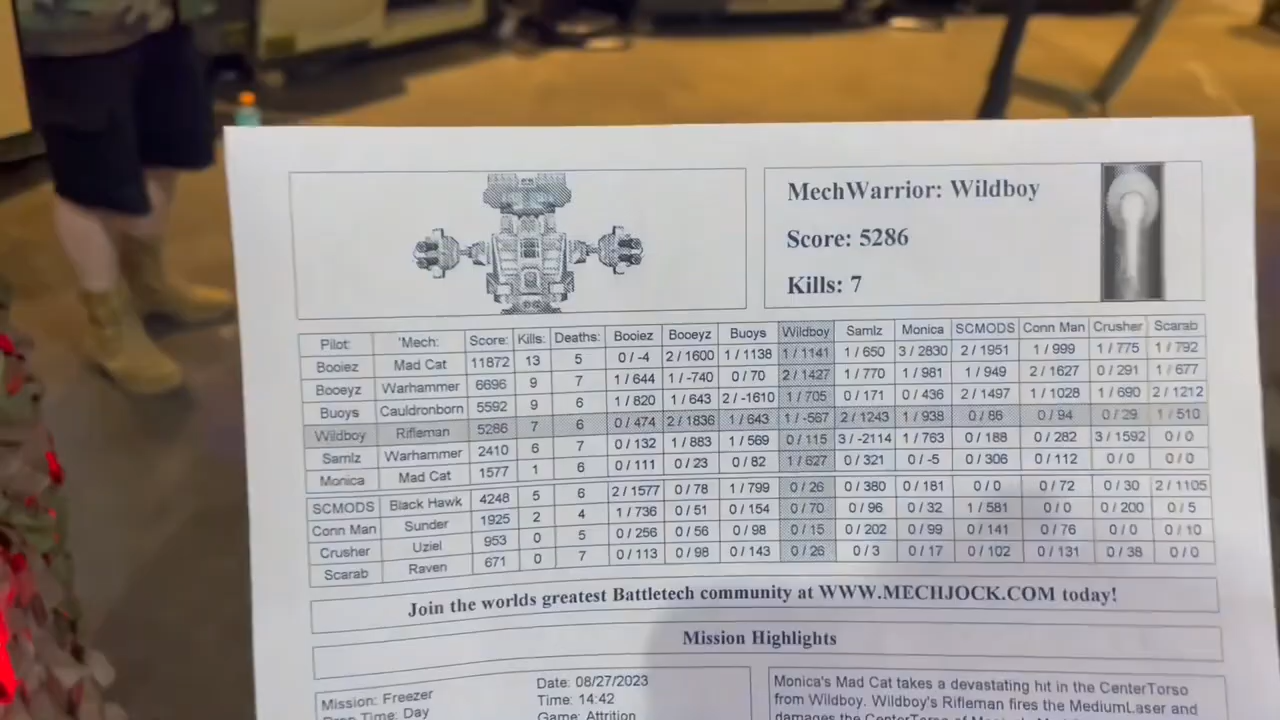 MechWarrior: Wildboy
Score: 5286
Kills: 7
Pilot: 'Mech: Score: Kills: Deaths: Booiez Booeyz Buoys Wildboy Samlz Monica SCMODS Conn Man Crusher Scarab
Booiez Mad Cat 11872 13 5 0 / -4 2 / 1600 1 / 1138 1 / 1141 1 / 650 3 / 2830 2 / 1951 1 / 999 1 / 775 1 / 792
Booeyz Warhammer 6696 9 7 1 / 644 1 / -740 0 / 70 2 / 1427 1 / 770 1 / 981 1 / 949 2 / 1627 0 / 291 1 / 677
Buoys Cauldronborn 5592 9 6 1 / 820 1 / 643 2 / -1610 1 / 705 0 / 171 0 / 436 2 / 1497 1 / 1028 1 / 690 2 / 1212
Wildboy Rifleman 5286 7 6 0 / 474 2 / 1836 1 / 643 1 / -567 2 / 1243 1 / 938 0 / 86 0 / 94 0 / 29 1 / 510
Samlz Warhammer 2410 6 7 0 / 132 1 / 883 1 / 569 0 / 115 3 / -2114 1 / 763 0 / 188 0 / 282 3 / 1592 0 / 0
Monica Mad Cat 1577 1 6 0 / 111 0 / 23 0 / 82 1 / 627 0 / 321 0 / -5 0 / 306 0 / 112 0 / 0 0 / 0
SCMODS Black Hawk 4248 5 6 2 / 1577 0 / 78 1 / 799 0 / 26 0 / 380 0 / 181 0 / 0 0 / 72 0 / 30 2 / 1105
Conn Man Sunder 1925 2 4 1 / 736 0 / 51 0 / 154 0 / 70 0 / 96 0 / 32 1 / 581 0 / 0 0 / 200 0 / 5
Crusher Uziel 953 0 5 0 / 256 0 / 56 0 / 98 0 / 15 0 / 202 0 / 99 0 / 141 0 / 76 0 / 0 0 / 10
Scarab Raven 671 0 7 0 / 113 0 / 98 0 / 143 0 / 26 0 / 3 0 / 17 0 / 102 0 / 131 0 / 38 0 / 0
Join the worlds greatest Battletech community at WWW.MECHJOCK.COM today!
Mission Highlights
Mission: Freezer
Drop Time: Day
Date: 08/27/2023
Time: 14:42
Game: Attrition
Monica's Mad Cat takes a devastating hit in the CenterTorso
from Wildboy. Wildboy's Rifleman fires the MediumLaser and
damages the CenterTorso of Monica's